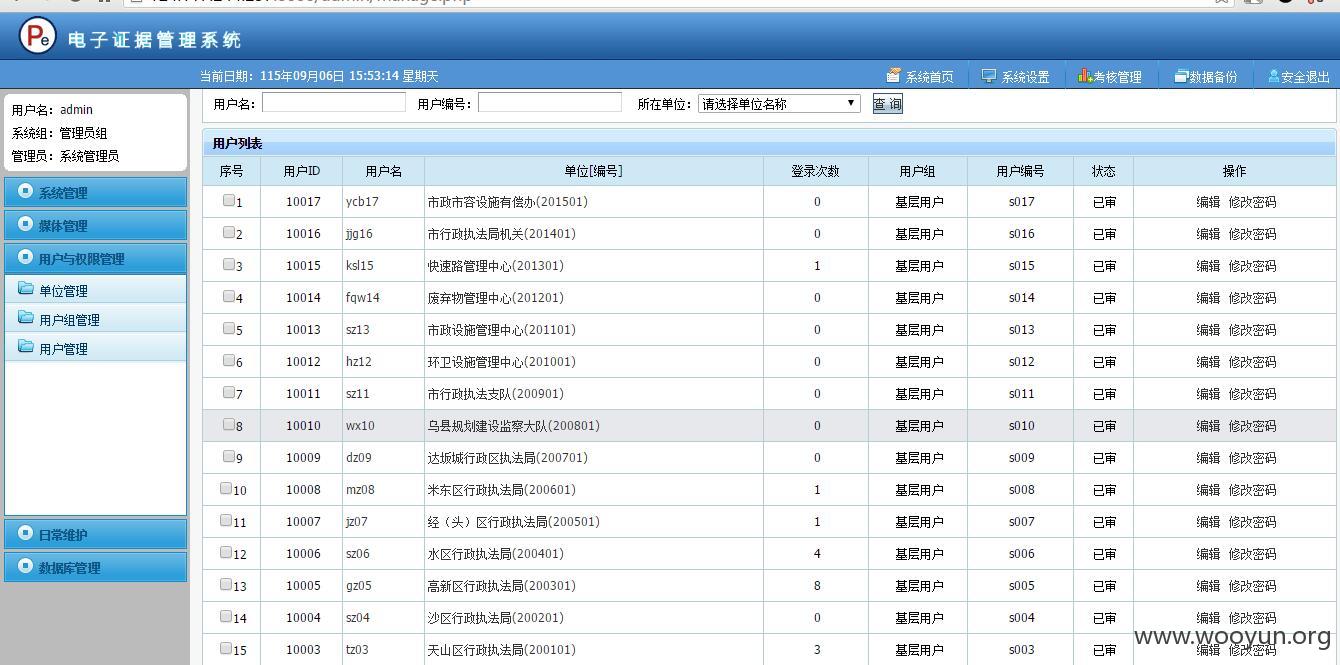 Pe 电子证据管理系统
当前日期: 115年09月06日 15:53:14 星期天 系统首页 系统设置 考核管理 数据备份 安全退出
用户名: admin
系统组: 管理员组
管理员: 系统管理员
系统管理
媒体管理
用户与权限管理
单位管理
用户组管理
用户管理
日常维护
数据库管理
用户名: 用户编号: 所在单位: 请选择单位名称 查询
用户列表
序号 用户ID 用户名 单位[编号] 登录次数 用户组 用户编号 状态 操作
1 10017 ycb17 市政市容设施有偿办(201501) 0 基层用户 s017 已审 编辑 修改密码
2 10016 jjg16 市行政执法局机关(201401) 0 基层用户 s016 已审 编辑 修改密码
3 10015 ksl15 快速路管理中心(201301) 1 基层用户 s015 已审 编辑 修改密码
4 10014 fqw14 废弃物管理中心(201201) 0 基层用户 s014 已审 编辑 修改密码
5 10013 sz13 市政设施管理中心(201101) 0 基层用户 s013 已审 编辑 修改密码
6 10012 hz12 环卫设施管理中心(201001) 0 基层用户 s012 已审 编辑 修改密码
7 10011 sz11 市行政执法支队(200901) 0 基层用户 s011 已审 编辑 修改密码
8 10010 wx10 乌县规划建设监察大队(200801) 0 基层用户 s010 已审 编辑 修改密码
9 10009 dz09 达坂城行政区执法局(200701) 0 基层用户 s009 已审 编辑 修改密码
10 10008 mz08 米东区行政执法局(200601) 1 基层用户 s008 已审 编辑 修改密码
11 10007 jz07 经（头）区行政执法局(200501) 1 基层用户 s007 已审 编辑 修改密码
12 10006 sz06 水区行政执法局(200401) 4 基层用户 s006 已审 编辑 修改密码
13 10005 gz05 高新区行政执法局(200301) 8 基层用户 s005 已审 编辑 修改密码
14 10004 sz04 沙区行政执法局(200201) 0 基层用户 s004 已审 编辑 修改密码
15 10003 tz03 天山区行政执法局(200101) 3 基层用户 s003 已审 编辑 修改密码
www.wooyun.org